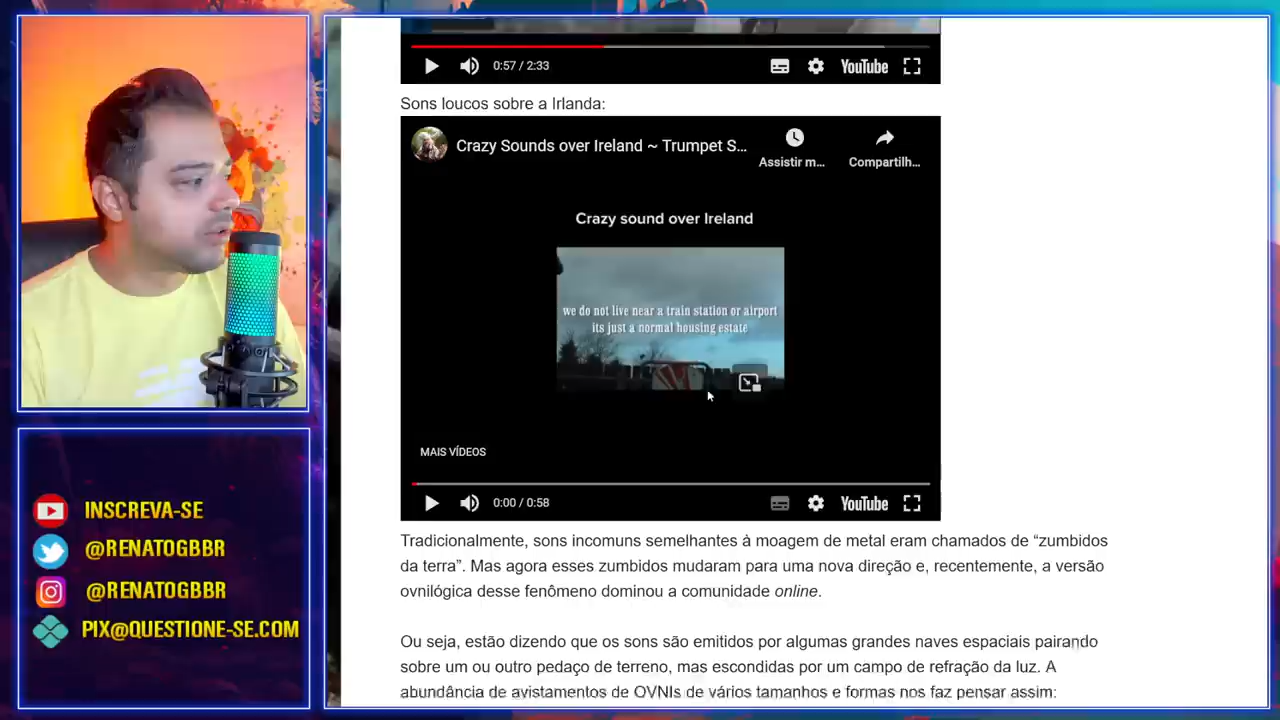 0:57 / 2:33
YouTube
Sons loucos sobre a Irlanda:
Crazy Sounds over Ireland ~ Trumpet S...
Assistir m...
Compartilh...
Crazy sound over Ireland
we do not live near a train station or airport
its just a normal housing estate
MAIS VÍDEOS
0:00 / 0:58
YouTube
Tradicionalmente, sons incomuns semelhantes à moagem de metal eram chamados de “zumbidos
da terra”. Mas agora esses zumbidos mudaram para uma nova direção e, recentemente, a versão
ovnilógica desse fenômeno dominou a comunidade online.
Ou seja, estão dizendo que os sons são emitidos por algumas grandes naves espaciais pairando
sobre um ou outro pedaço de terreno, mas escondidas por um campo de refração da luz. A
abundância de avistamentos de OVNIs de vários tamanhos e formas nos faz pensar assim:
INSCREVA-SE
@RENATOGBBR
@RENATOGBBR
PIX@QUESTIONE-SE.COM